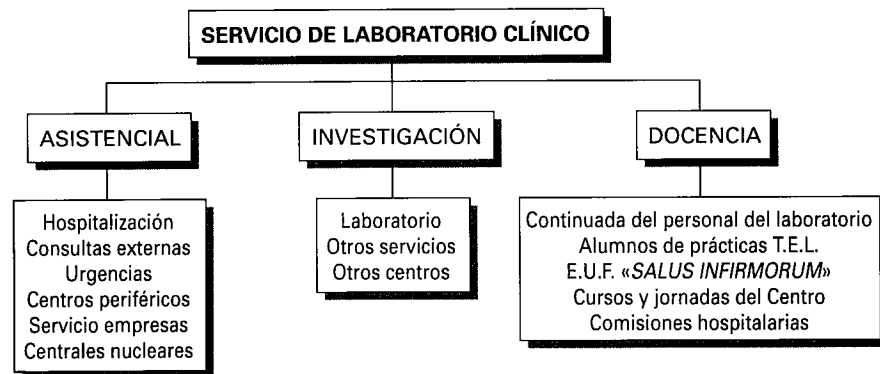 SERVICIO DE LABORATORIO CLÍNICO
ASISTENCIAL
Hospitalización
Consultas externas
Urgencias
Centros periféricos
Servicio empresas
Centrales nucleares
INVESTIGACIÓN
Laboratorio
Otros servicios
Otros centros
DOCENCIA
Continuada del personal del laboratorio
Alumnos de prácticas T.E.L.
E.U.F. «SALUS INFIRMORUM»
Cursos y jornadas del Centro
Comisiones hospitalarias